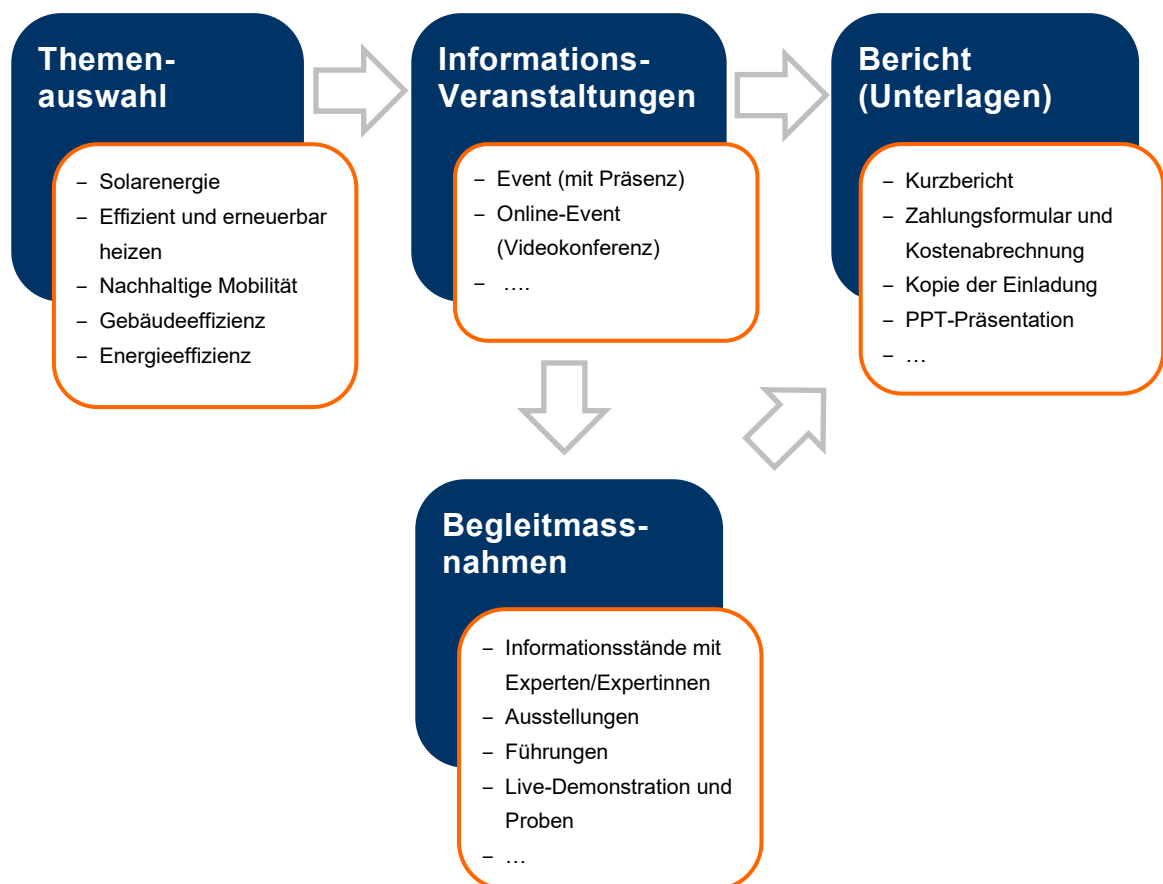 Themen-
auswahl
– Solarenergie
– Effizient und erneuerbar
heizen
– Nachhaltige Mobilität
– Gebäudeeffizienz
– Energieeffizienz
Informations-
Veranstaltungen
– Event (mit Präsenz)
– Online-Event
(Videokonferenz)
– ….
Bericht
(Unterlagen)
– Kurzbericht
– Zahlungsformular und
Kostenabrechnung
– Kopie der Einladung
– PPT-Präsentation
– …
Begleitmass-
nahmen
– Informationsstände mit
Experten/Expertinnen
– Ausstellungen
– Führungen
– Live-Demonstration und
Proben
– …